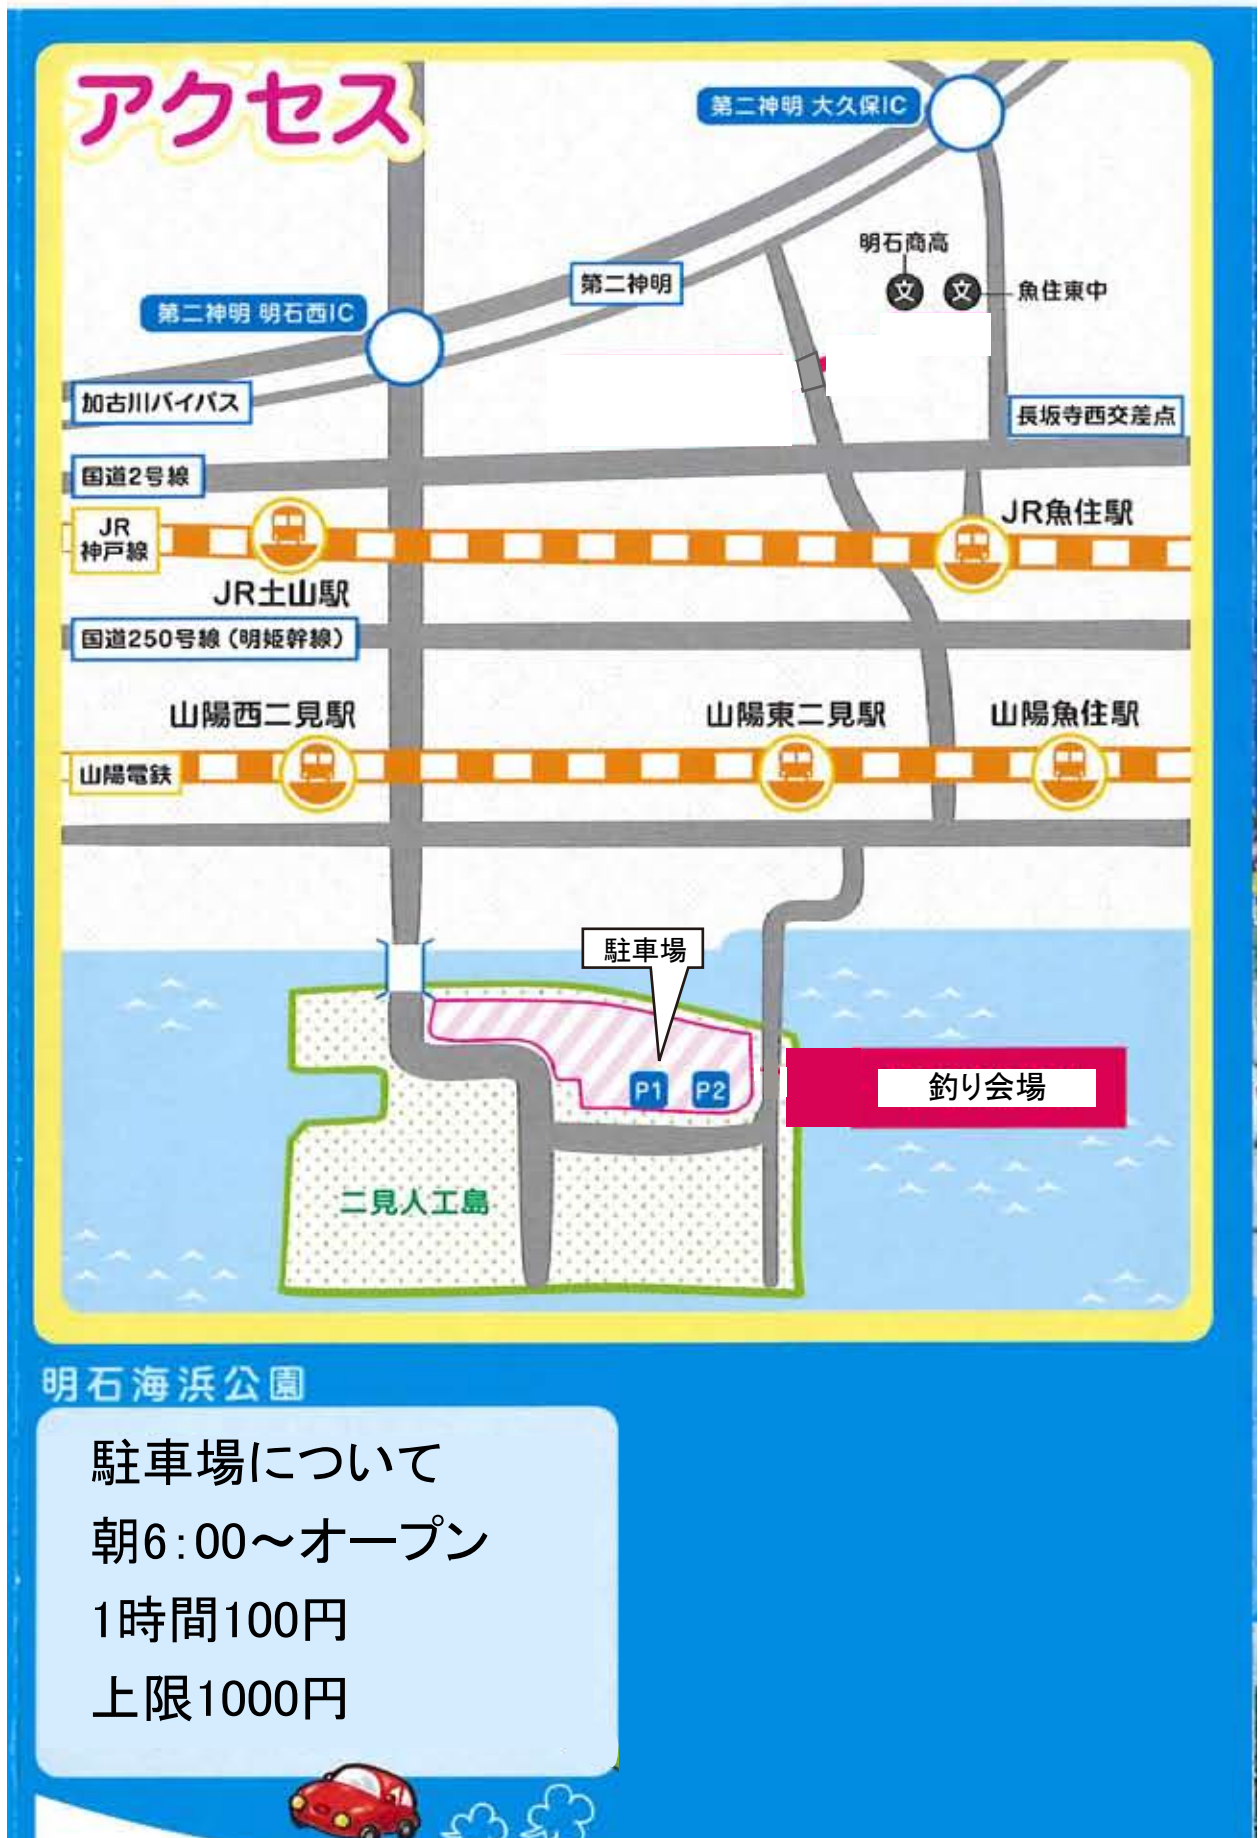 アクセス
第二神明 大久保IC
明石商高
文
文
魚住東中
第二神明
第二神明 明石西IC
加古川バイパス
長坂寺西交差点
国道2号線
JR魚住駅
JR
神戸線
JR土山駅
国道250号線（明姫幹線）
山陽西二見駅
山陽東二見駅
山陽魚住駅
山陽電鉄
駐車場
P1
P2
釣り会場
二見人工島
明石海浜公園
駐車場について
朝6：00～オープン
1時間100円
上限1000円